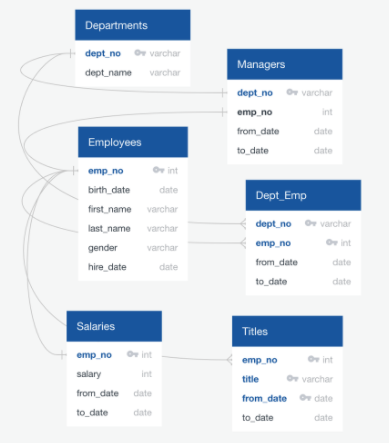 Departments
dept_no varchar
dept_name varchar
Managers
dept_no varchar
emp_no int
from_date date
to_date date
Employees
emp_no int
birth_date date
first_name varchar
last_name varchar
gender varchar
hire_date date
Dept_Emp
dept_no varchar
emp_no int
from_date date
to_date date
Salaries
emp_no int
salary int
from_date date
to_date date
Titles
emp_no int
title varchar
from_date date
to_date date